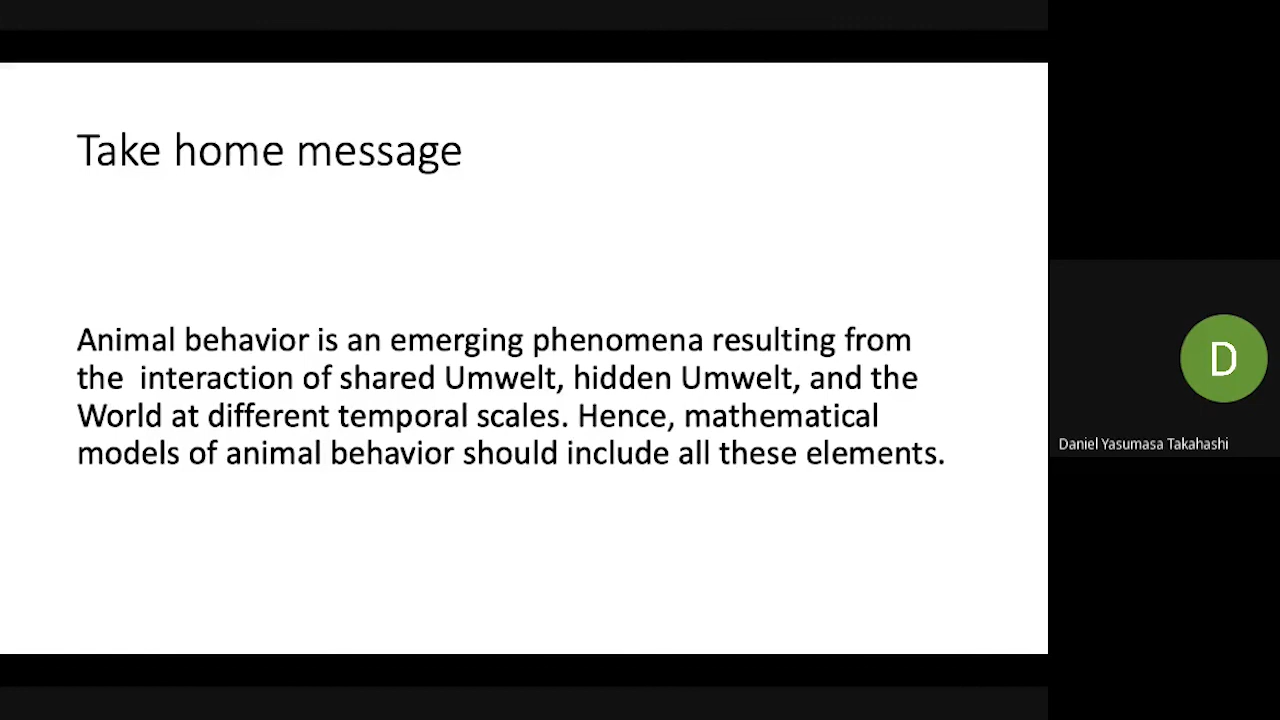 Take home message
Animal behavior is an emerging phenomena resulting from
the  interaction of shared Umwelt, hidden Umwelt, and the
World at different temporal scales. Hence, mathematical
models of animal behavior should include all these elements.
D
Daniel Yasumasa Takahashi